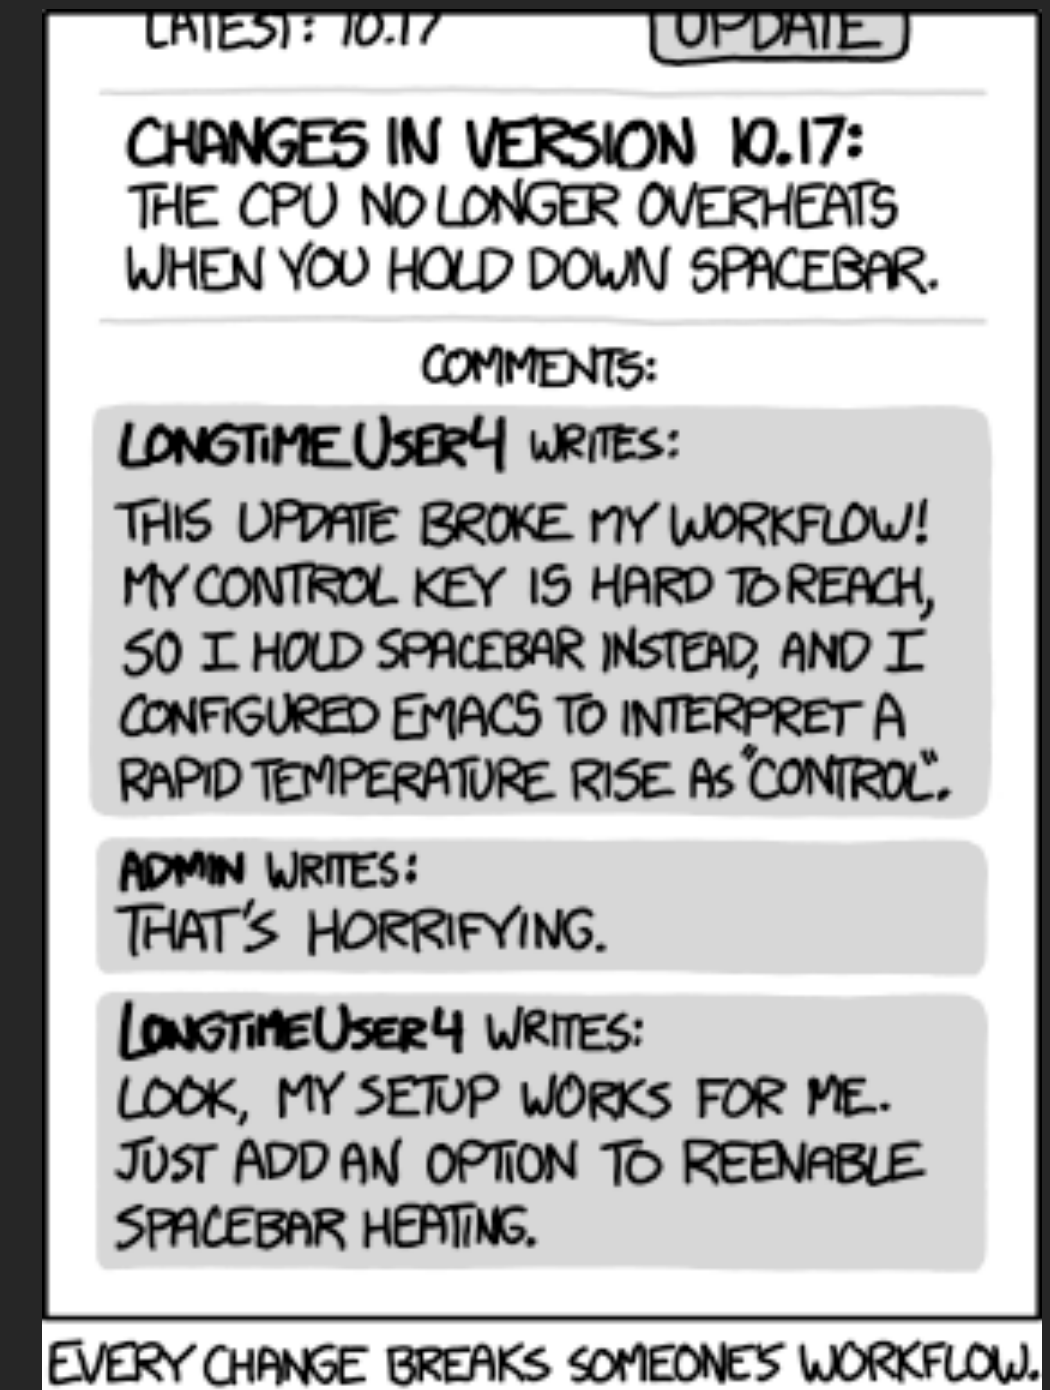 LATEST: 10.17 UPDATE
CHANGES IN VERSION 10.17:
THE CPU NO LONGER OVERHEATS
WHEN YOU HOLD DOWN SPACEBAR.
COMMENTS:
LONGTIMEUSER4 WRITES:
THIS UPDATE BROKE MY WORKFLOW!
MY CONTROL KEY IS HARD TO REACH,
SO I HOLD SPACEBAR INSTEAD, AND I
CONFIGURED EMACS TO INTERPRET A
RAPID TEMPERATURE RISE AS "CONTROL".
ADMIN WRITES:
THAT'S HORRIFYING.
LONGTIMEUSER4 WRITES:
LOOK, MY SETUP WORKS FOR ME.
JUST ADD AN OPTION TO REENABLE
SPACEBAR HEATING.
EVERY CHANGE BREAKS SOMEONE'S WORKFLOW.